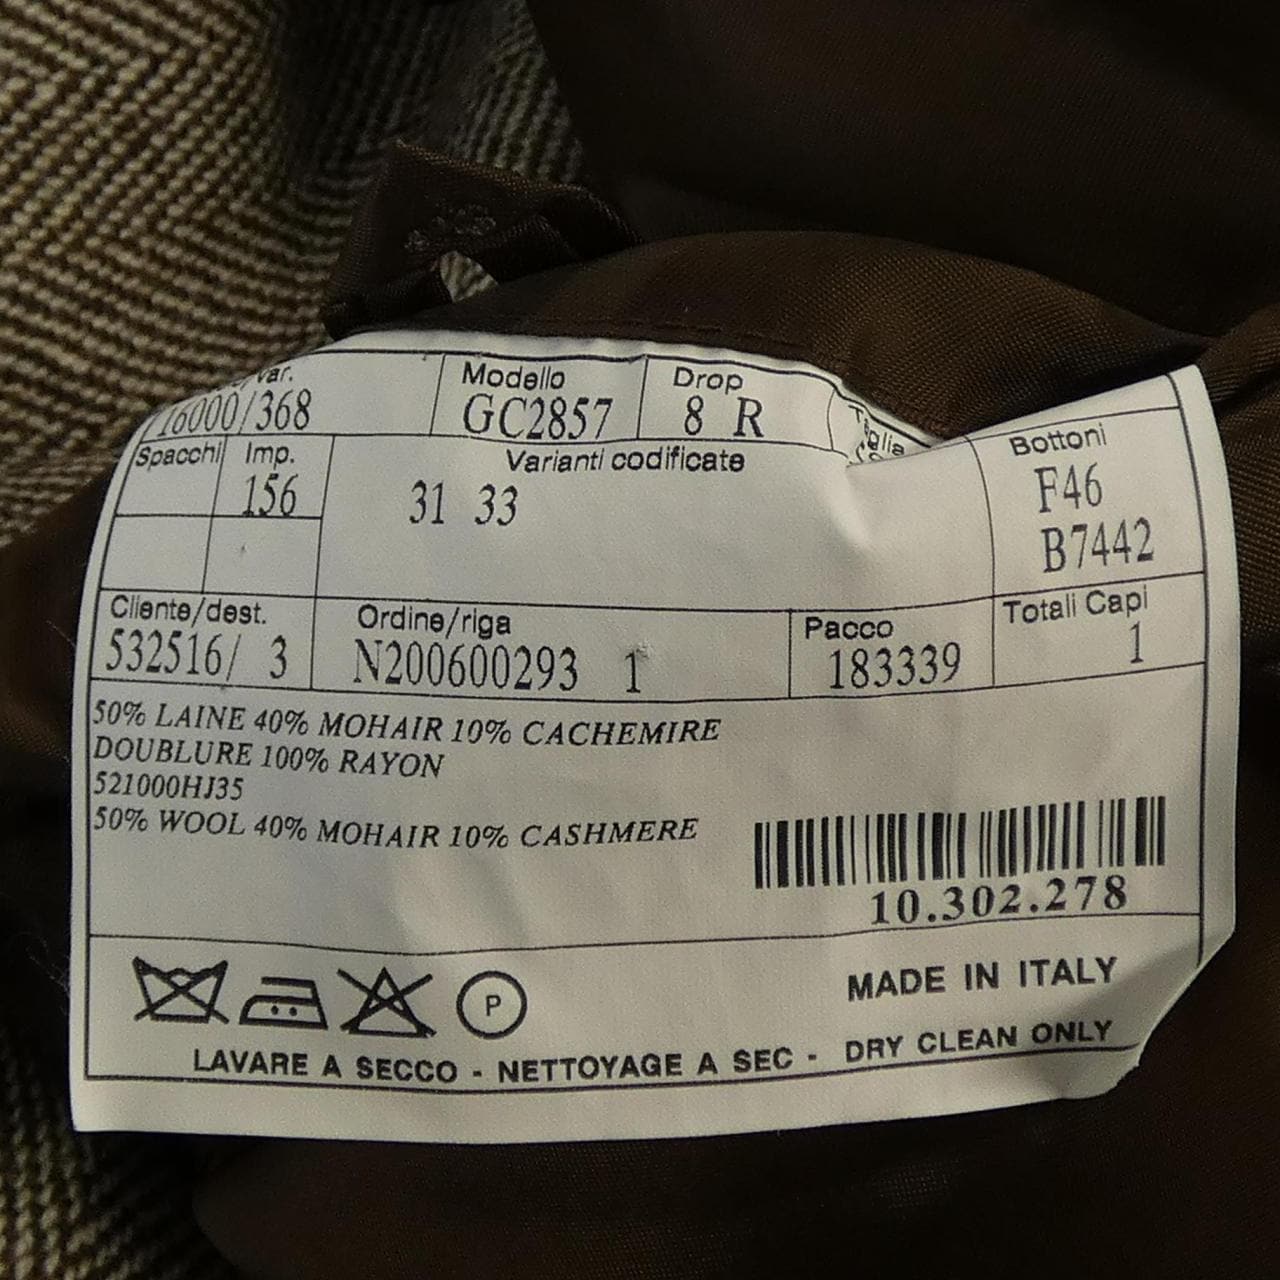 var. Modello Drop Bottoni
16000/368 GC2857 8 R F46
Spacchi Imp. Varianti codificate B7442
156 31 33
Cliente/dest. Ordine/riga Pacco Totali Capi
532516/ 3 N200600293 1 183339 1
50% LAINE 40% MOHAIR 10% CACHEMIRE
DOUBLURE 100% RAYON
521000HJ35
50% WOOL 40% MOHAIR 10% CASHMERE
10.302.278
P
MADE IN ITALY
LAVARE A SECCO - NETTOYAGE A SEC - DRY CLEAN ONLY